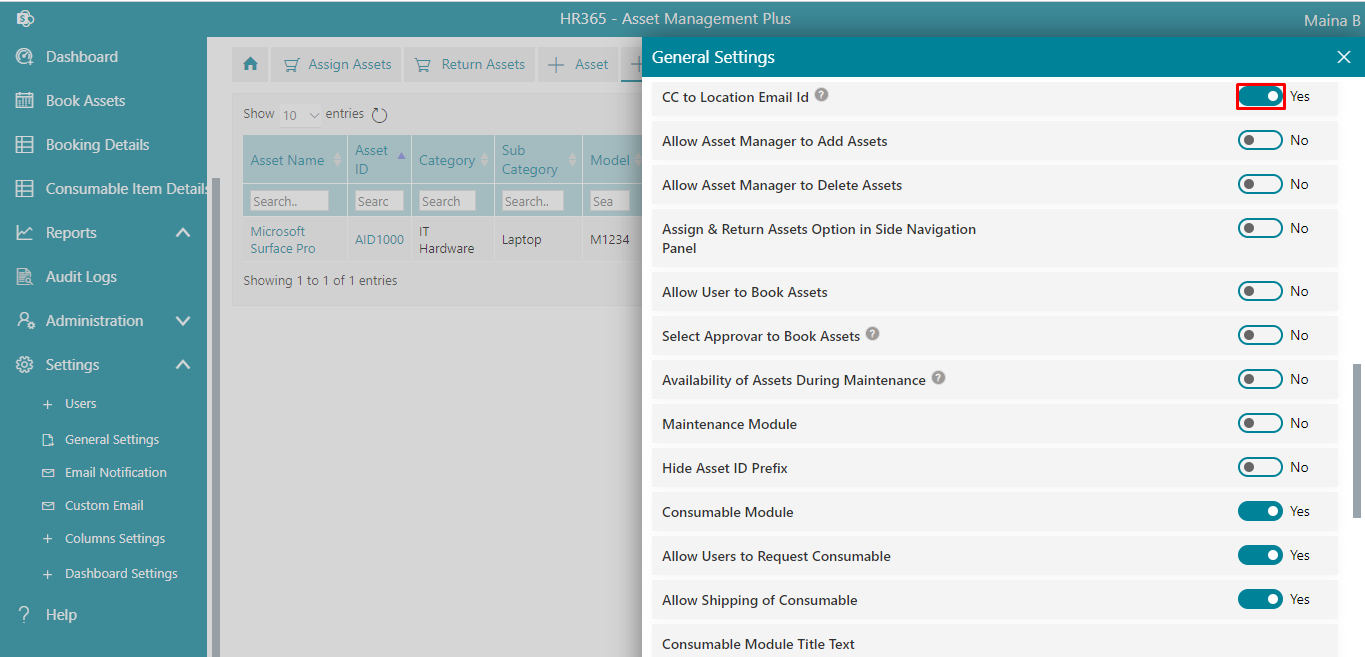 HR365 - Asset Management Plus
Maina B
Dashboard
Book Assets
Booking Details
Consumable Item Details
Reports
Audit Logs
Administration
Settings
Users
General Settings
Email Notification
Custom Email
Columns Settings
Dashboard Settings
Help
Assign Assets
Return Assets
Asset
Show 10 entries
Asset Name
Asset ID
Category
Sub Category
Model
Search..
Searc
Search
Search..
Sea
Microsoft Surface Pro
AID1000
IT Hardware
Laptop
M1234
Showing 1 to 1 of 1 entries
General Settings
CC to Location Email Id ? Yes
Allow Asset Manager to Add Assets No
Allow Asset Manager to Delete Assets No
Assign & Return Assets Option in Side Navigation
Panel No
Allow User to Book Assets No
Select Approvar to Book Assets ? No
Availability of Assets During Maintenance ? No
Maintenance Module No
Hide Asset ID Prefix No
Consumable Module Yes
Allow Users to Request Consumable Yes
Allow Shipping of Consumable Yes
Consumable Module Title Text